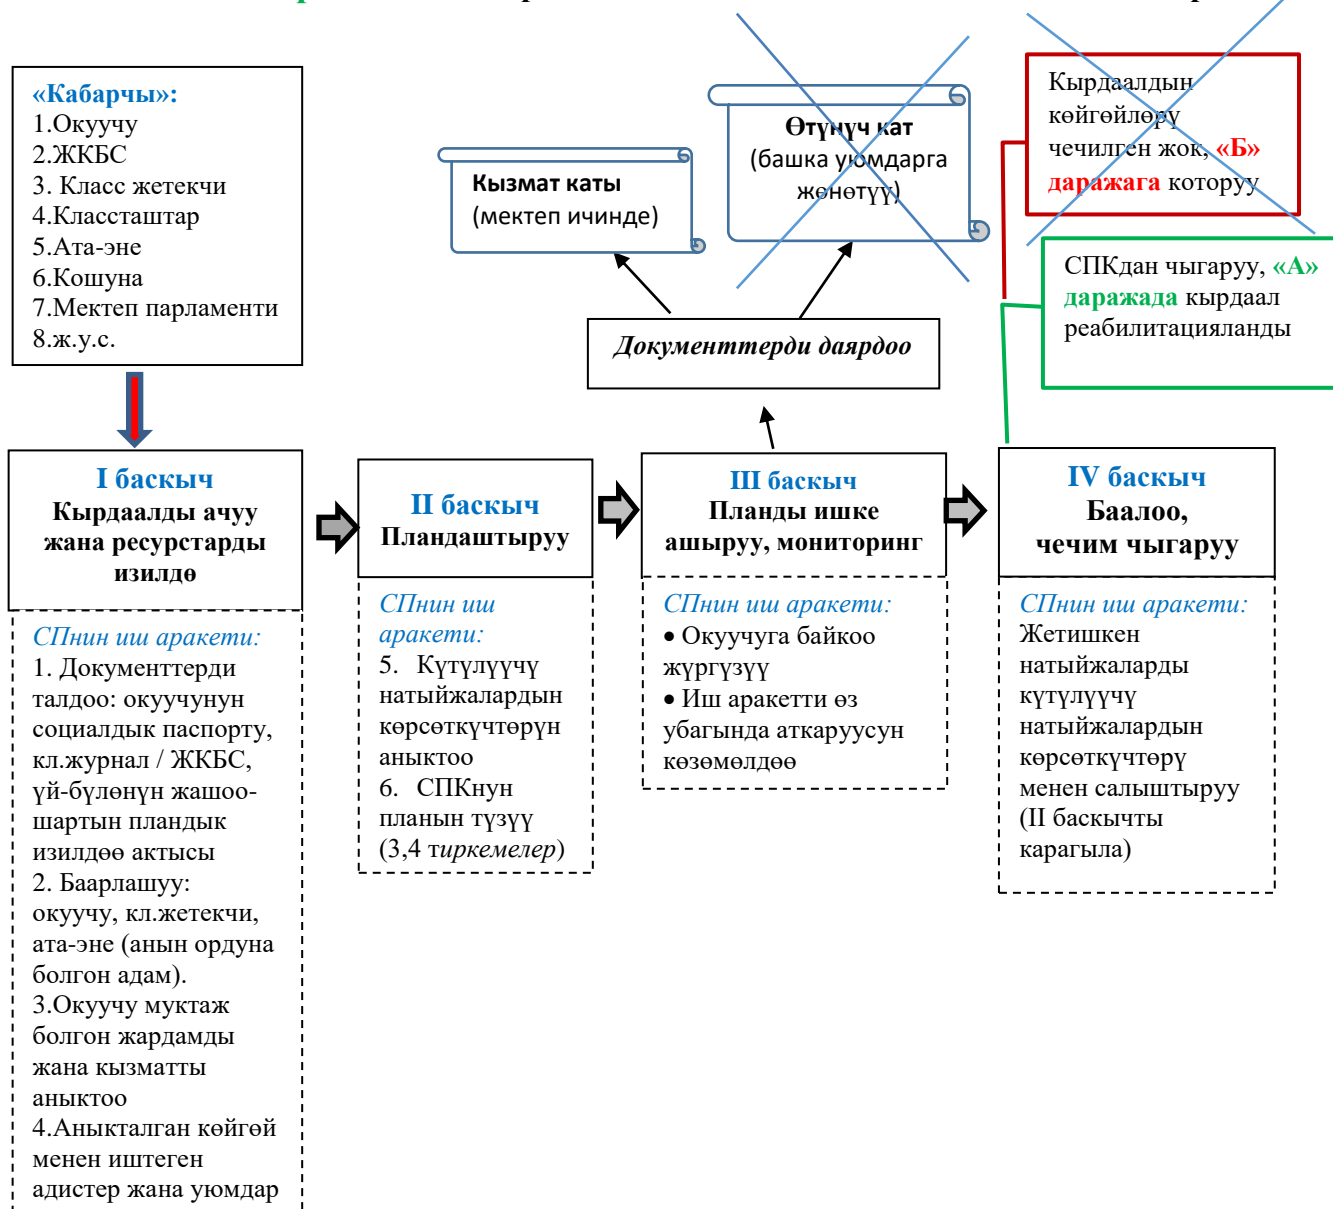 «Кабарчы»:
1.Окуучу
2.ЖКБС
3. Класс жетекчи
4.Классташтар
5.Ата-эне
6.Кошуна
7.Мектеп парламенти
8.ж.у.с.
Кызмат каты
(мектеп ичинде)
Өтүнүч кат
(башка уюмдарга
жөнөтүү)
Кырдаалдын
көйгөйлөрү
чечилген жок, «Б»
даражага которуу
СПКдан чыгаруу, «А»
даражада кырдаал
реабилитацияланды
Документтерди даярдоо
I баскыч
Кырдаалды ачуу
жана ресурстарды
изилдө
СПнин иш аракети:
1. Документтерди
талдоо: окуучунун
социалдык паспорту,
кл.журнал / ЖКБС,
үй-бүлөнүн жашоо-
шартын пландык
изилдөө актысы
2. Баарлашуу:
окуучу, кл.жетекчи,
ата-эне (анын ордуна
болгон адам).
3.Окуучу муктаж
болгон жардамды
жана кызматты
аныктоо
4.Аныкталган көйгөй
менен иштеген
адистер жана уюмдар
II баскыч
Пландаштыруу
СПнин иш
аракети:
5. Күтүлүүчү
натыйжалардын
көрсөткүчтөрүн
аныктоо
6. СПКнун
планын түзүү
(3,4 тиркемелер)
III баскыч
Планды ишке
ашыруу, мониторинг
СПнин иш аракети:
• Окуучуга байкоо
жүргүзүү
• Иш аракетти өз
убагында аткаруусун
көзөмөлдөө
IV баскыч
Баалоо,
чечим чыгаруу
СПнин иш аракети:
Жетишкен
натыйжаларды
күтүлүүчү
натыйжалардын
көрсөткүчтөрү
менен салыштыруу
(II баскычты
карагыла)